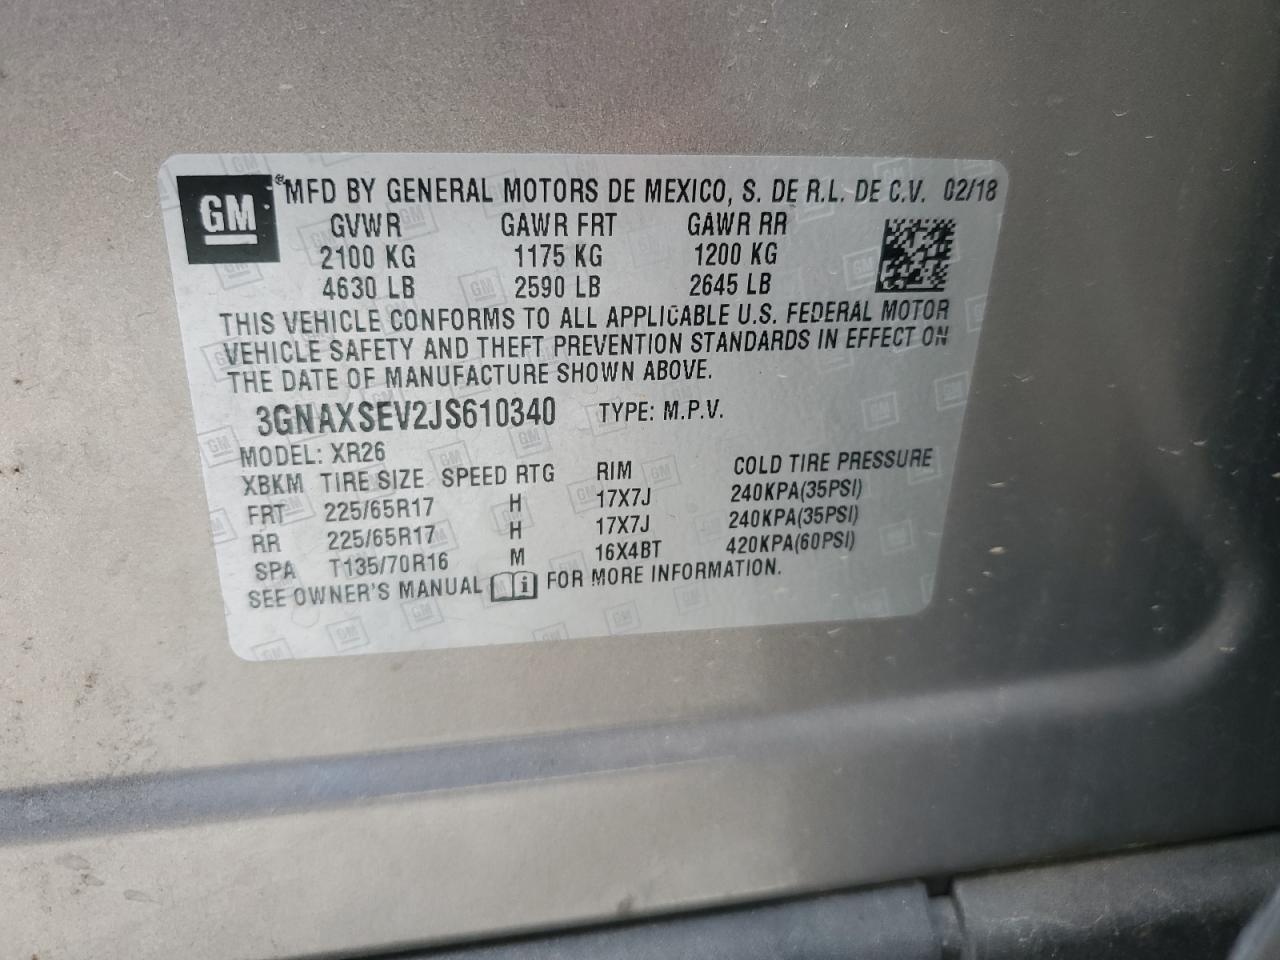 GM
®MFD BY GENERAL MOTORS DE MEXICO, S. DE R.L. DE C.V. 02/18
GVWR GAWR FRT GAWR RR
2100 KG 1175 KG 1200 KG
4630 LB 2590 LB 2645 LB
THIS VEHICLE CONFORMS TO ALL APPLICABLE U.S. FEDERAL MOTOR
VEHICLE SAFETY AND THEFT PREVENTION STANDARDS IN EFFECT ON
THE DATE OF MANUFACTURE SHOWN ABOVE.
3GNAXSEV2JS610340 TYPE: M.P.V.
MODEL: XR26
XBKM TIRE SIZE SPEED RTG RIM COLD TIRE PRESSURE
FRT 225/65R17 H 17X7J 240KPA(35PSI)
RR 225/65R17 H 17X7J 240KPA(35PSI)
SPA T135/70R16 M 16X4BT 420KPA(60PSI)
SEE OWNER'S MANUAL i FOR MORE INFORMATION.